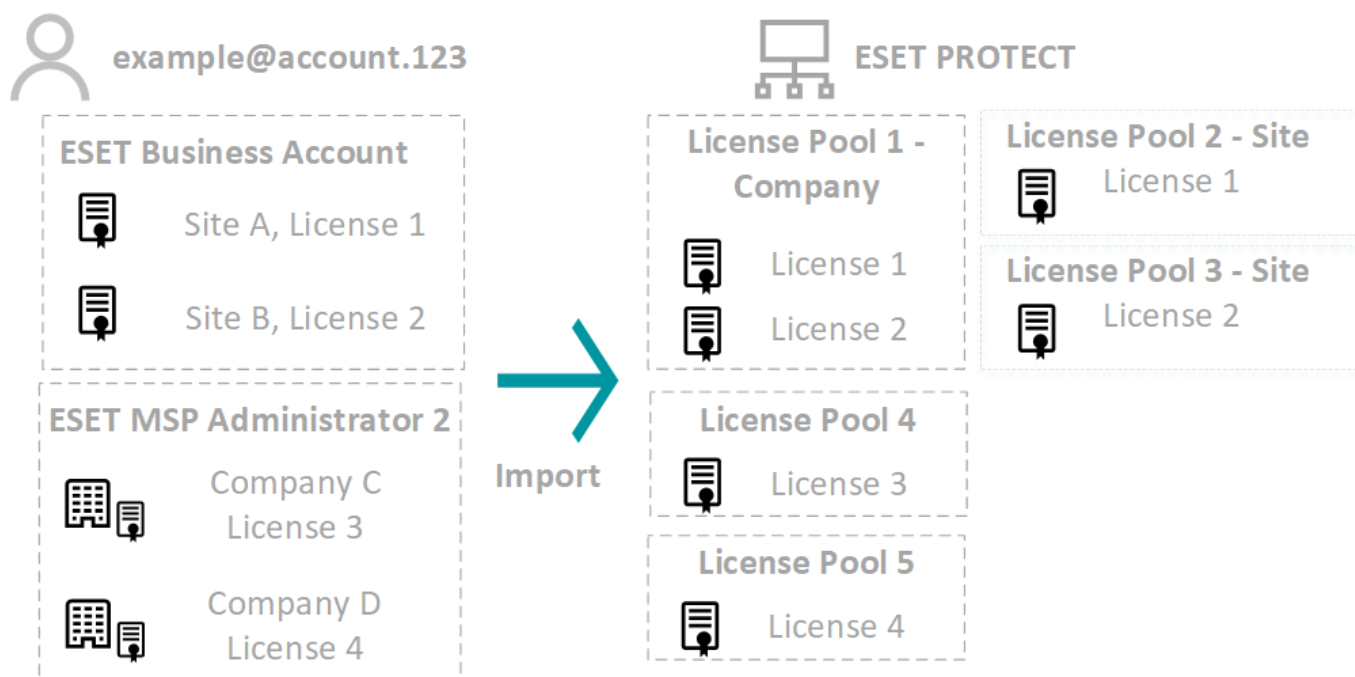 example@account.123
ESET Business Account
Site A, License 1
Site B, License 2
ESET MSP Administrator 2
Company C
License 3
Company D
License 4
Import
ESET PROTECT
License Pool 1 -
Company
License 1
License 2
License Pool 2 - Site
License 1
License Pool 3 - Site
License 2
License Pool 4
License 3
License Pool 5
License 4